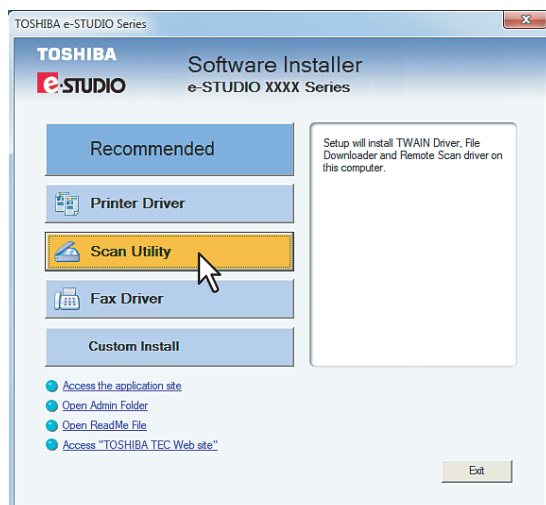 TOSHIBA e-STUDIO Series
x
TOSHIBA
e-STUDIO
Software Installer
e-STUDIO XXXX Series
Recommended
Printer Driver
Scan Utility
Fax Driver
Custom Install
Setup will install TWAIN Driver, File
Downloader and Remote Scan driver on
this computer.
Access the application site
Open Admin Folder
Open ReadMe File
Access "TOSHIBA TEC Web site"
Exit